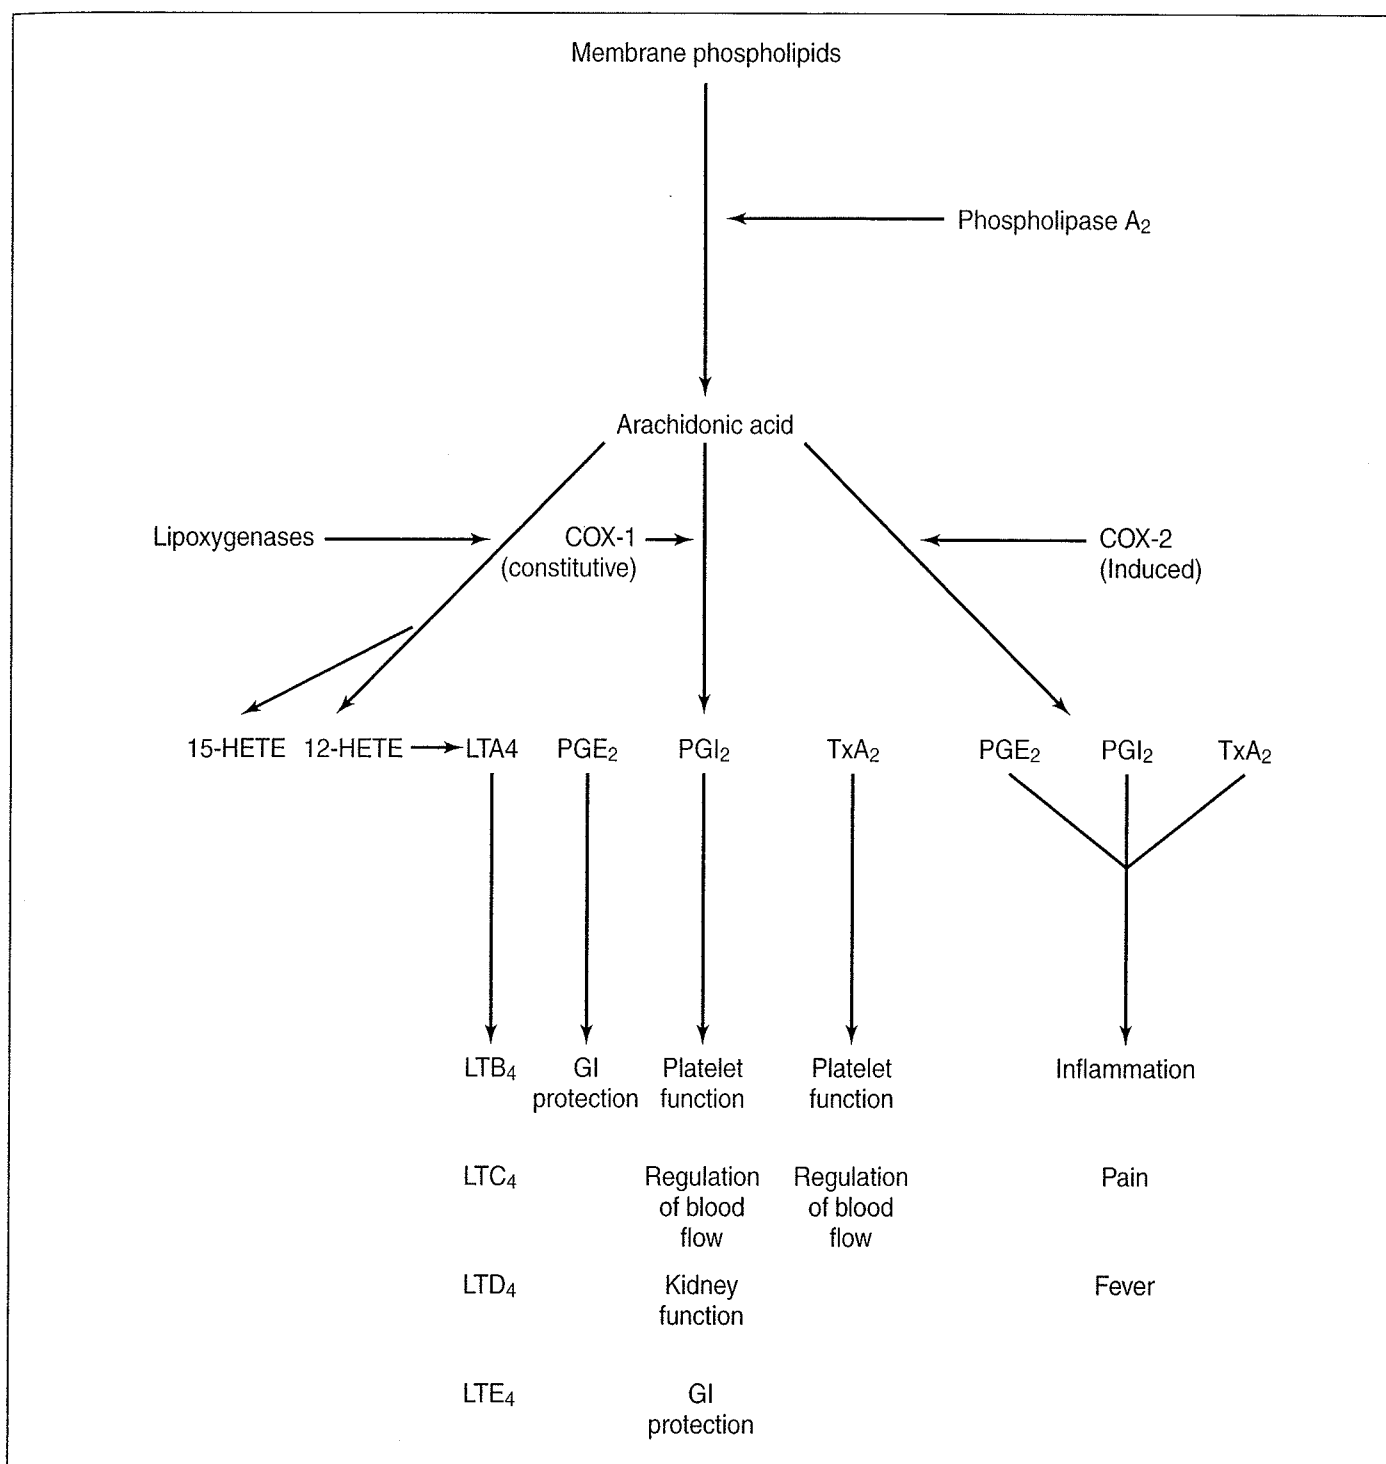 Membrane phospholipids
Phospholipase A₂
Arachidonic acid
Lipoxygenases
COX-1
(constitutive)
COX-2
(Induced)
15-HETE 12-HETE LTA4 PGE₂ PGI₂ TxA₂ PGE₂ PGI₂ TxA₂
LTB₄ GI Platelet Platelet Inflammation
protection function function
LTC₄ Regulation Regulation Pain
of blood of blood
flow flow
LTD₄ Kidney Fever
function
LTE₄ GI
protection